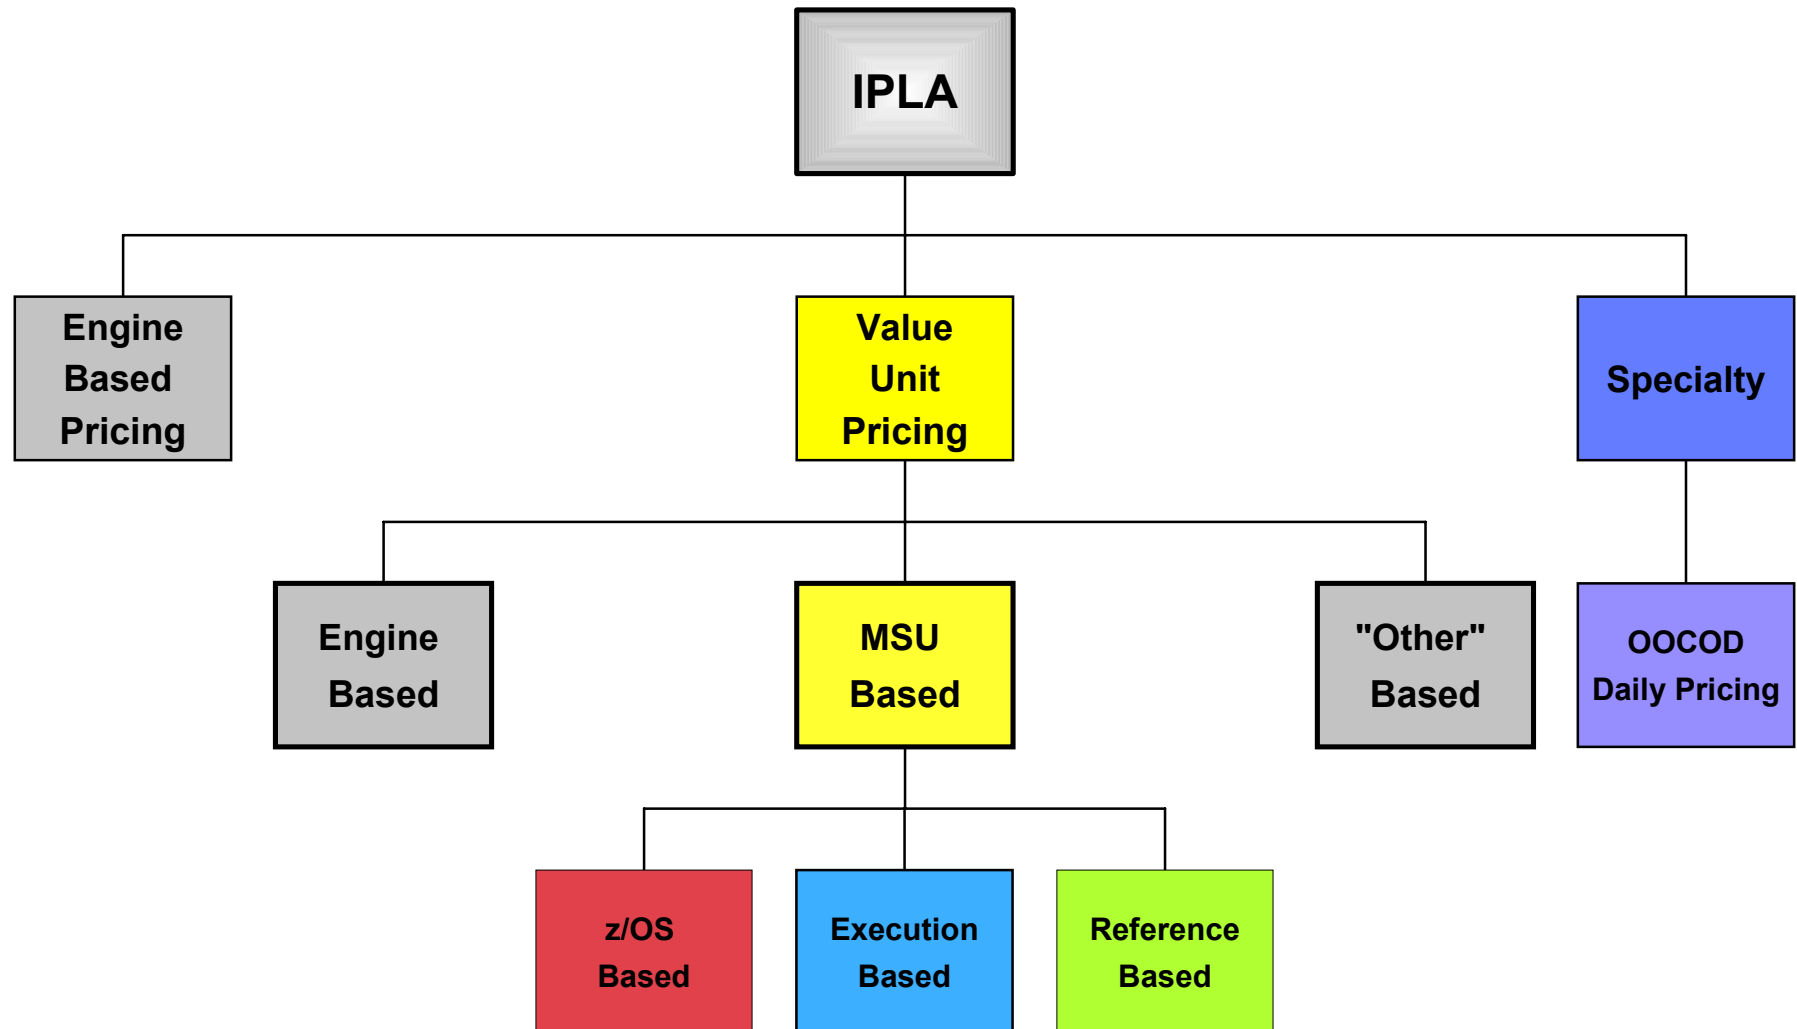 IPLA
Engine
Based
Pricing
Value
Unit
Pricing
Specialty
Engine
Based
MSU
Based
"Other"
Based
OOCOD
Daily Pricing
z/OS
Based
Execution
Based
Reference
Based